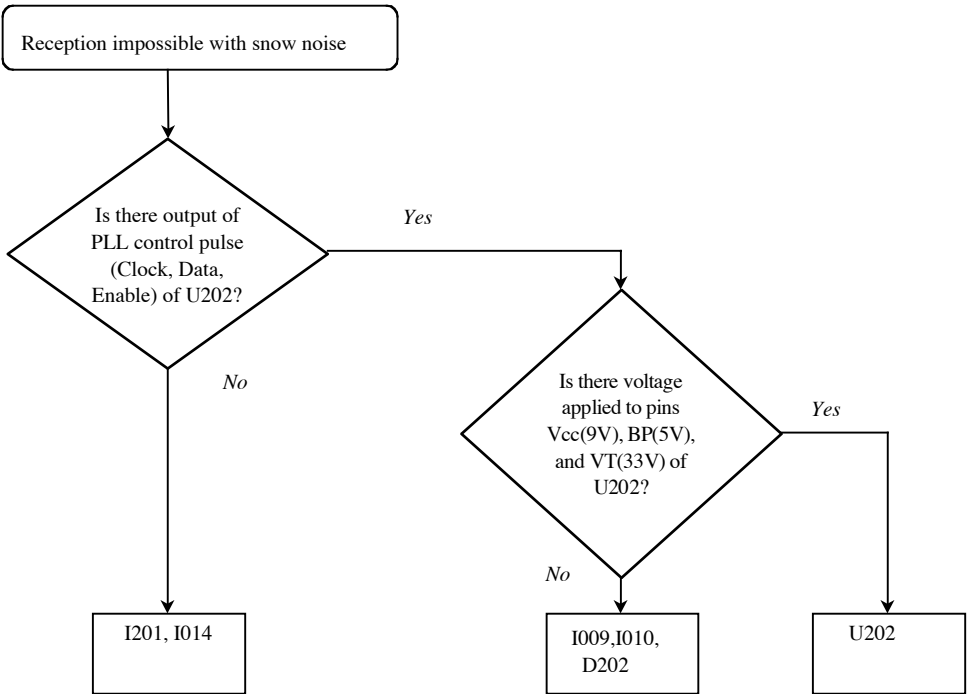 Reception impossible with snow noise
Is there output of
PLL control pulse
(Clock, Data,
Enable) of U202?
Yes
No
Is there voltage
applied to pins
Vcc(9V), BP(5V),
and VT(33V) of
U202?
Yes
No
I201, I014
I009,I010,
D202
U202